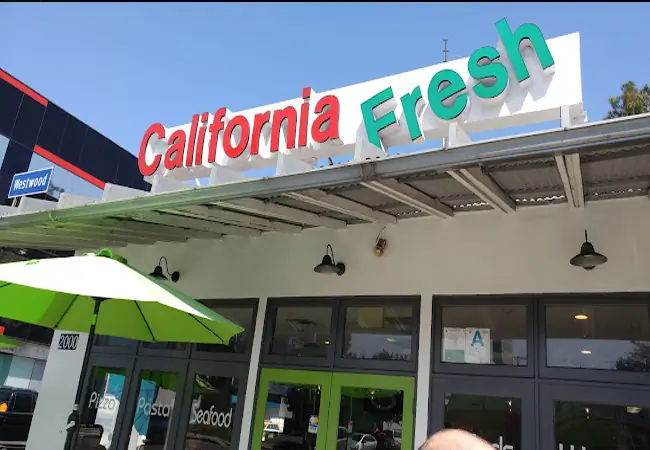 California Fresh
Westwood
2000
A
Pizza
Pasta
Seafood